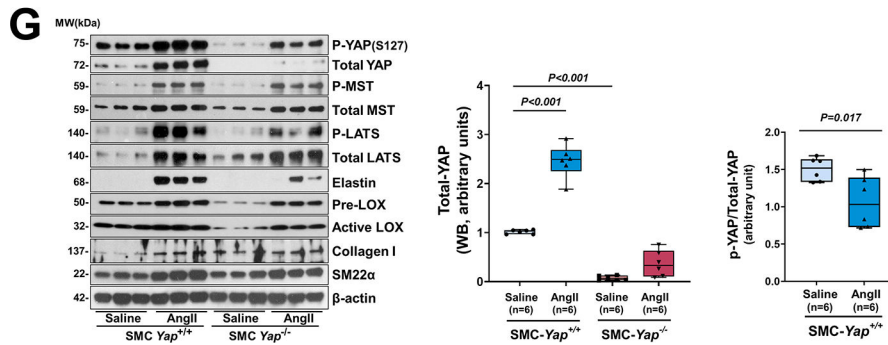 G
MW(kDa)
75- P-YAP(S127)
72- Total YAP
59- P-MST
59- Total MST
140- P-LATS
140- Total LATS
68- Elastin
50- Pre-LOX
32- Active LOX
137- Collagen I
22- SM22α
42- β-actin
Saline AngII Saline AngII
SMC Yap+/+ SMC Yap-/-
Total-YAP
(WB, arbitrary units)
4
3
2
1
0
P<0.001
P<0.001
Saline AngII Saline AngII
(n=6) (n=6) (n=6) (n=6)
SMC-Yap+/+ SMC-Yap-/-
p-YAP/Total-YAP
(arbitrary unit)
2.0
1.5
1.0
0.5
0.0
P=0.017
Saline AngII
(n=6) (n=6)
SMC-Yap+/+